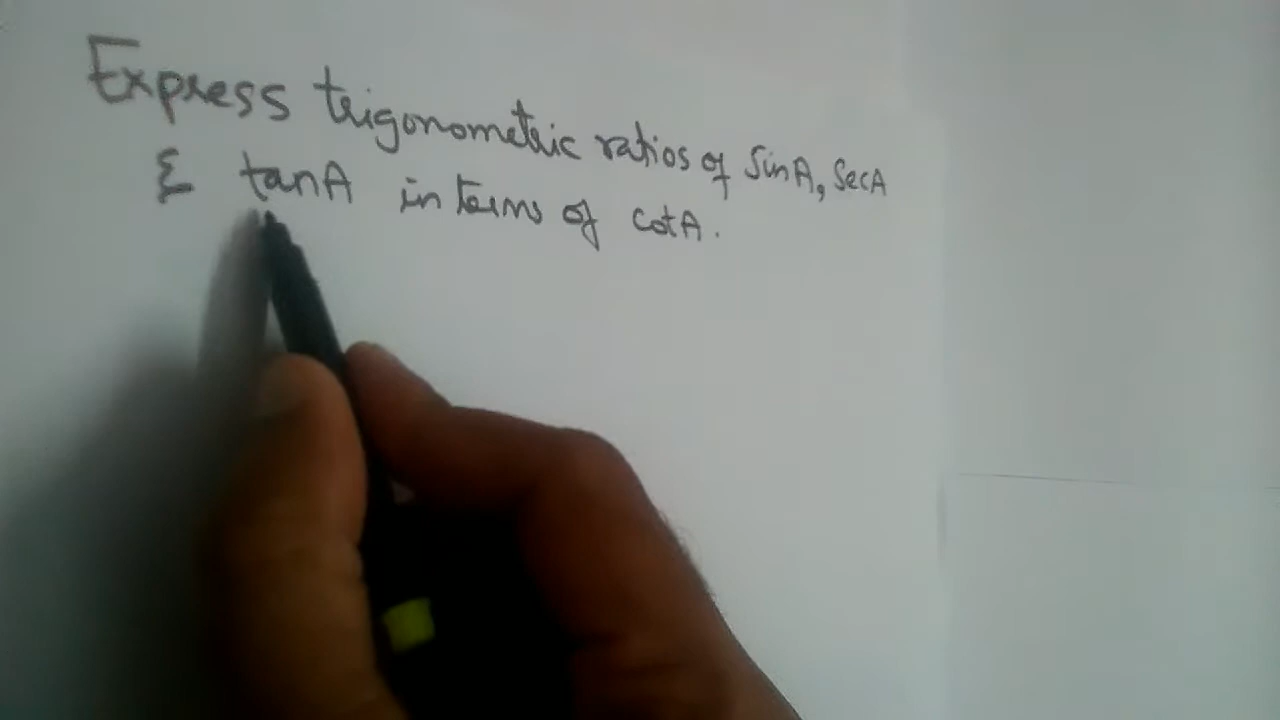 Express trigonometric ratios of SinA, SecA
& tanA in terms of cotA.